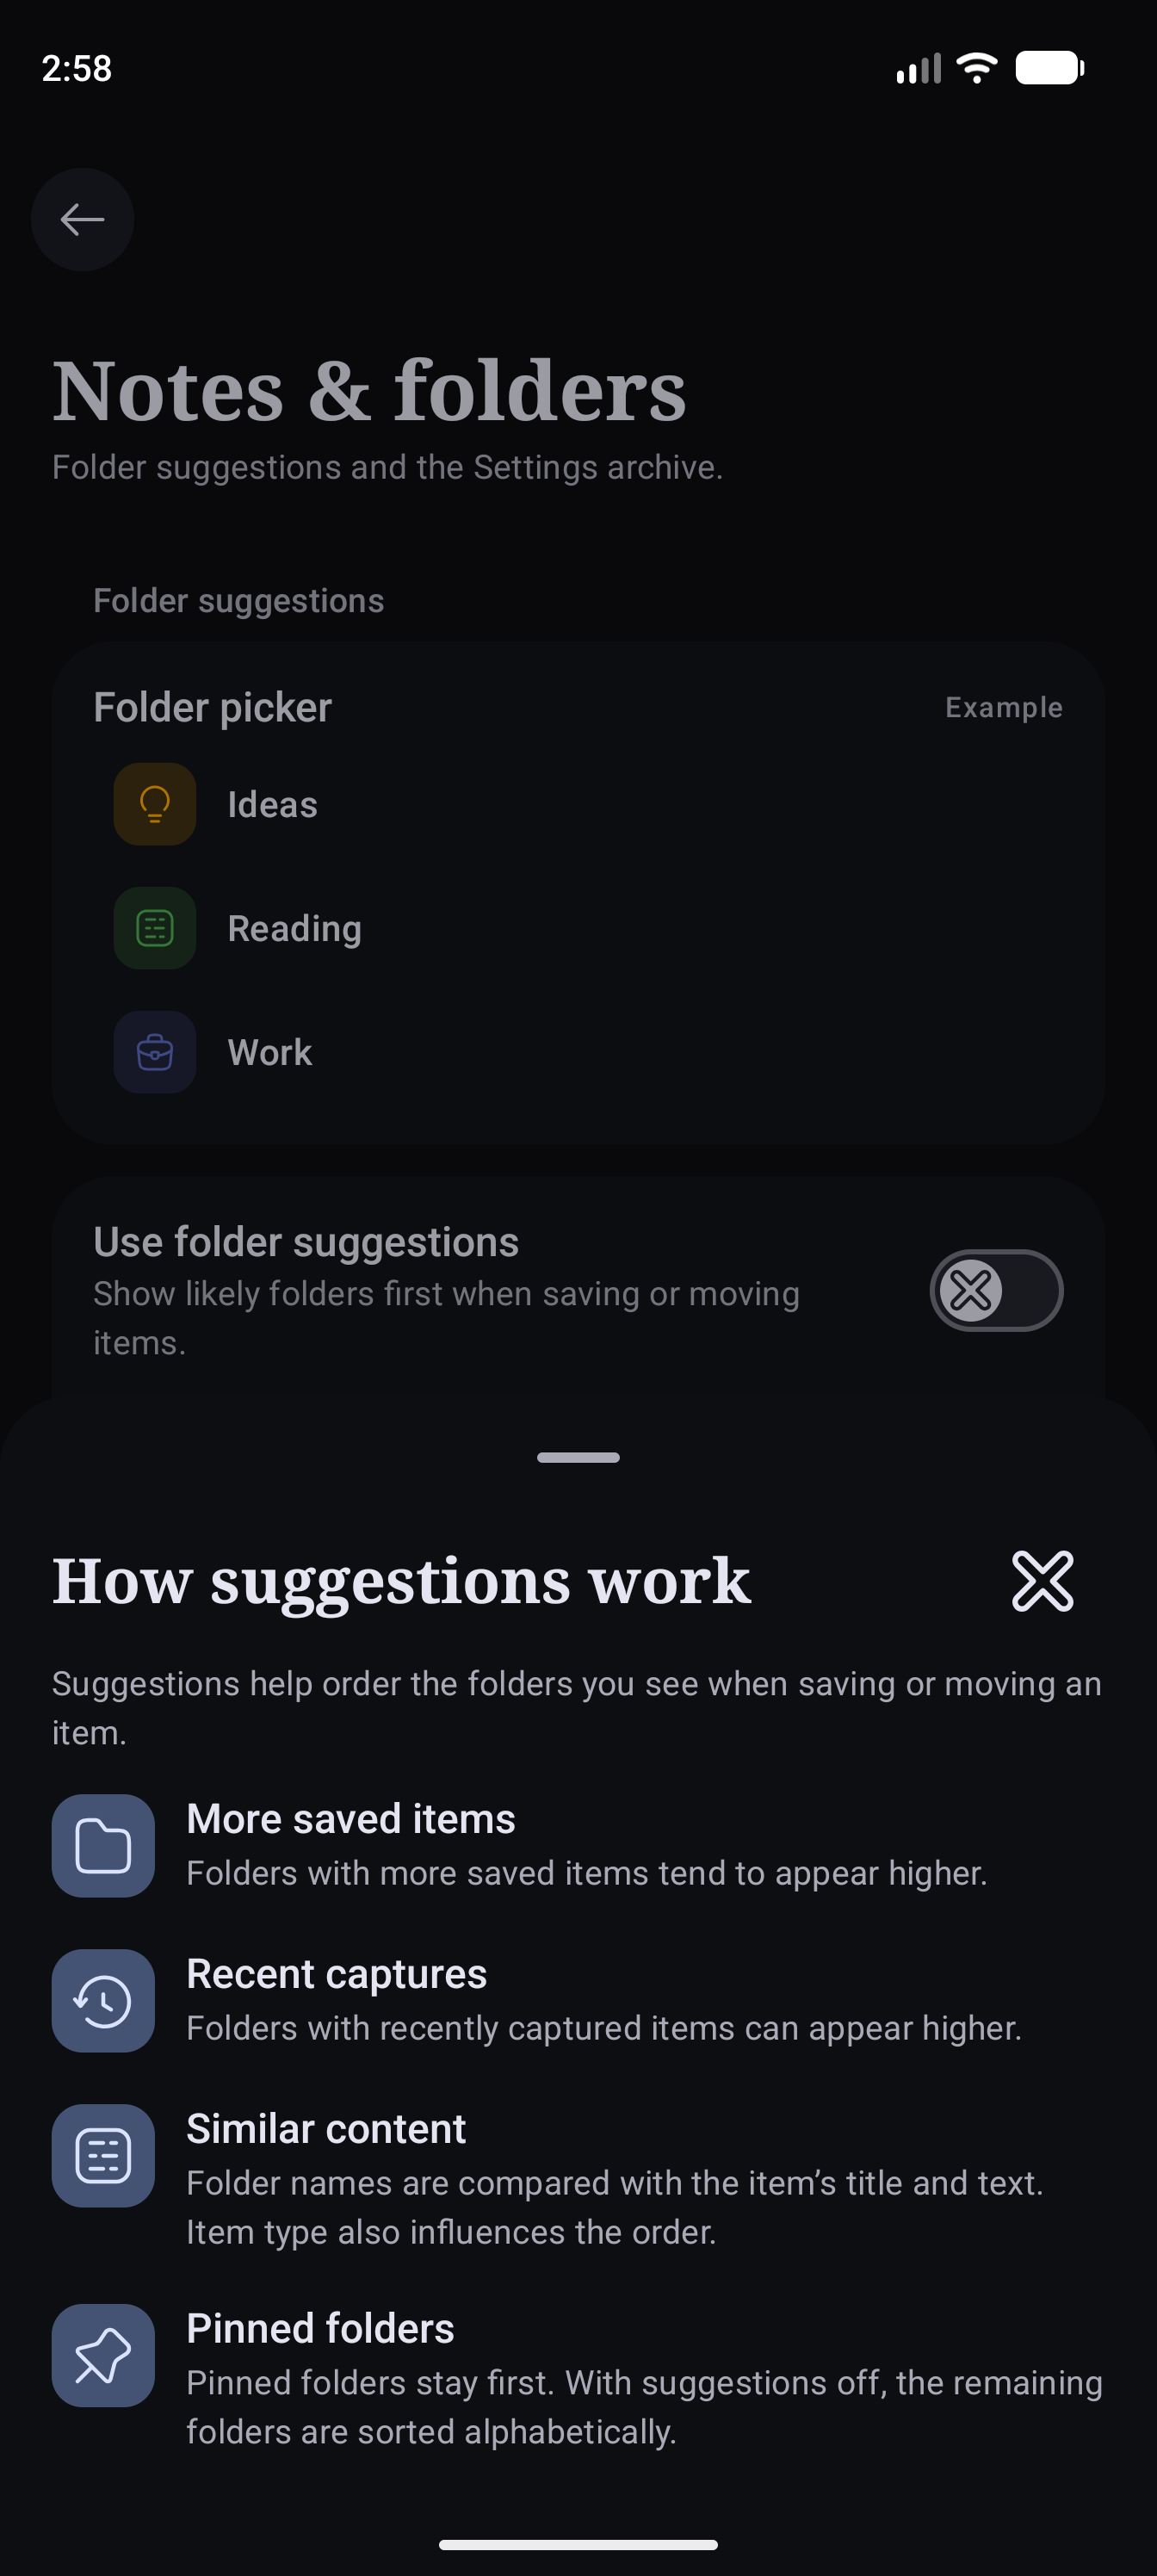 2:58
Notes & folders
Folder suggestions and the Settings archive.
Folder suggestions
Folder picker
Example
Ideas
Reading
Work
Use folder suggestions
Show likely folders first when saving or moving
items.
How suggestions work
Suggestions help order the folders you see when saving or moving an
item.
More saved items
Folders with more saved items tend to appear higher.
Recent captures
Folders with recently captured items can appear higher.
Similar content
Folder names are compared with the item’s title and text.
Item type also influences the order.
Pinned folders
Pinned folders stay first. With suggestions off, the remaining
folders are sorted alphabetically.